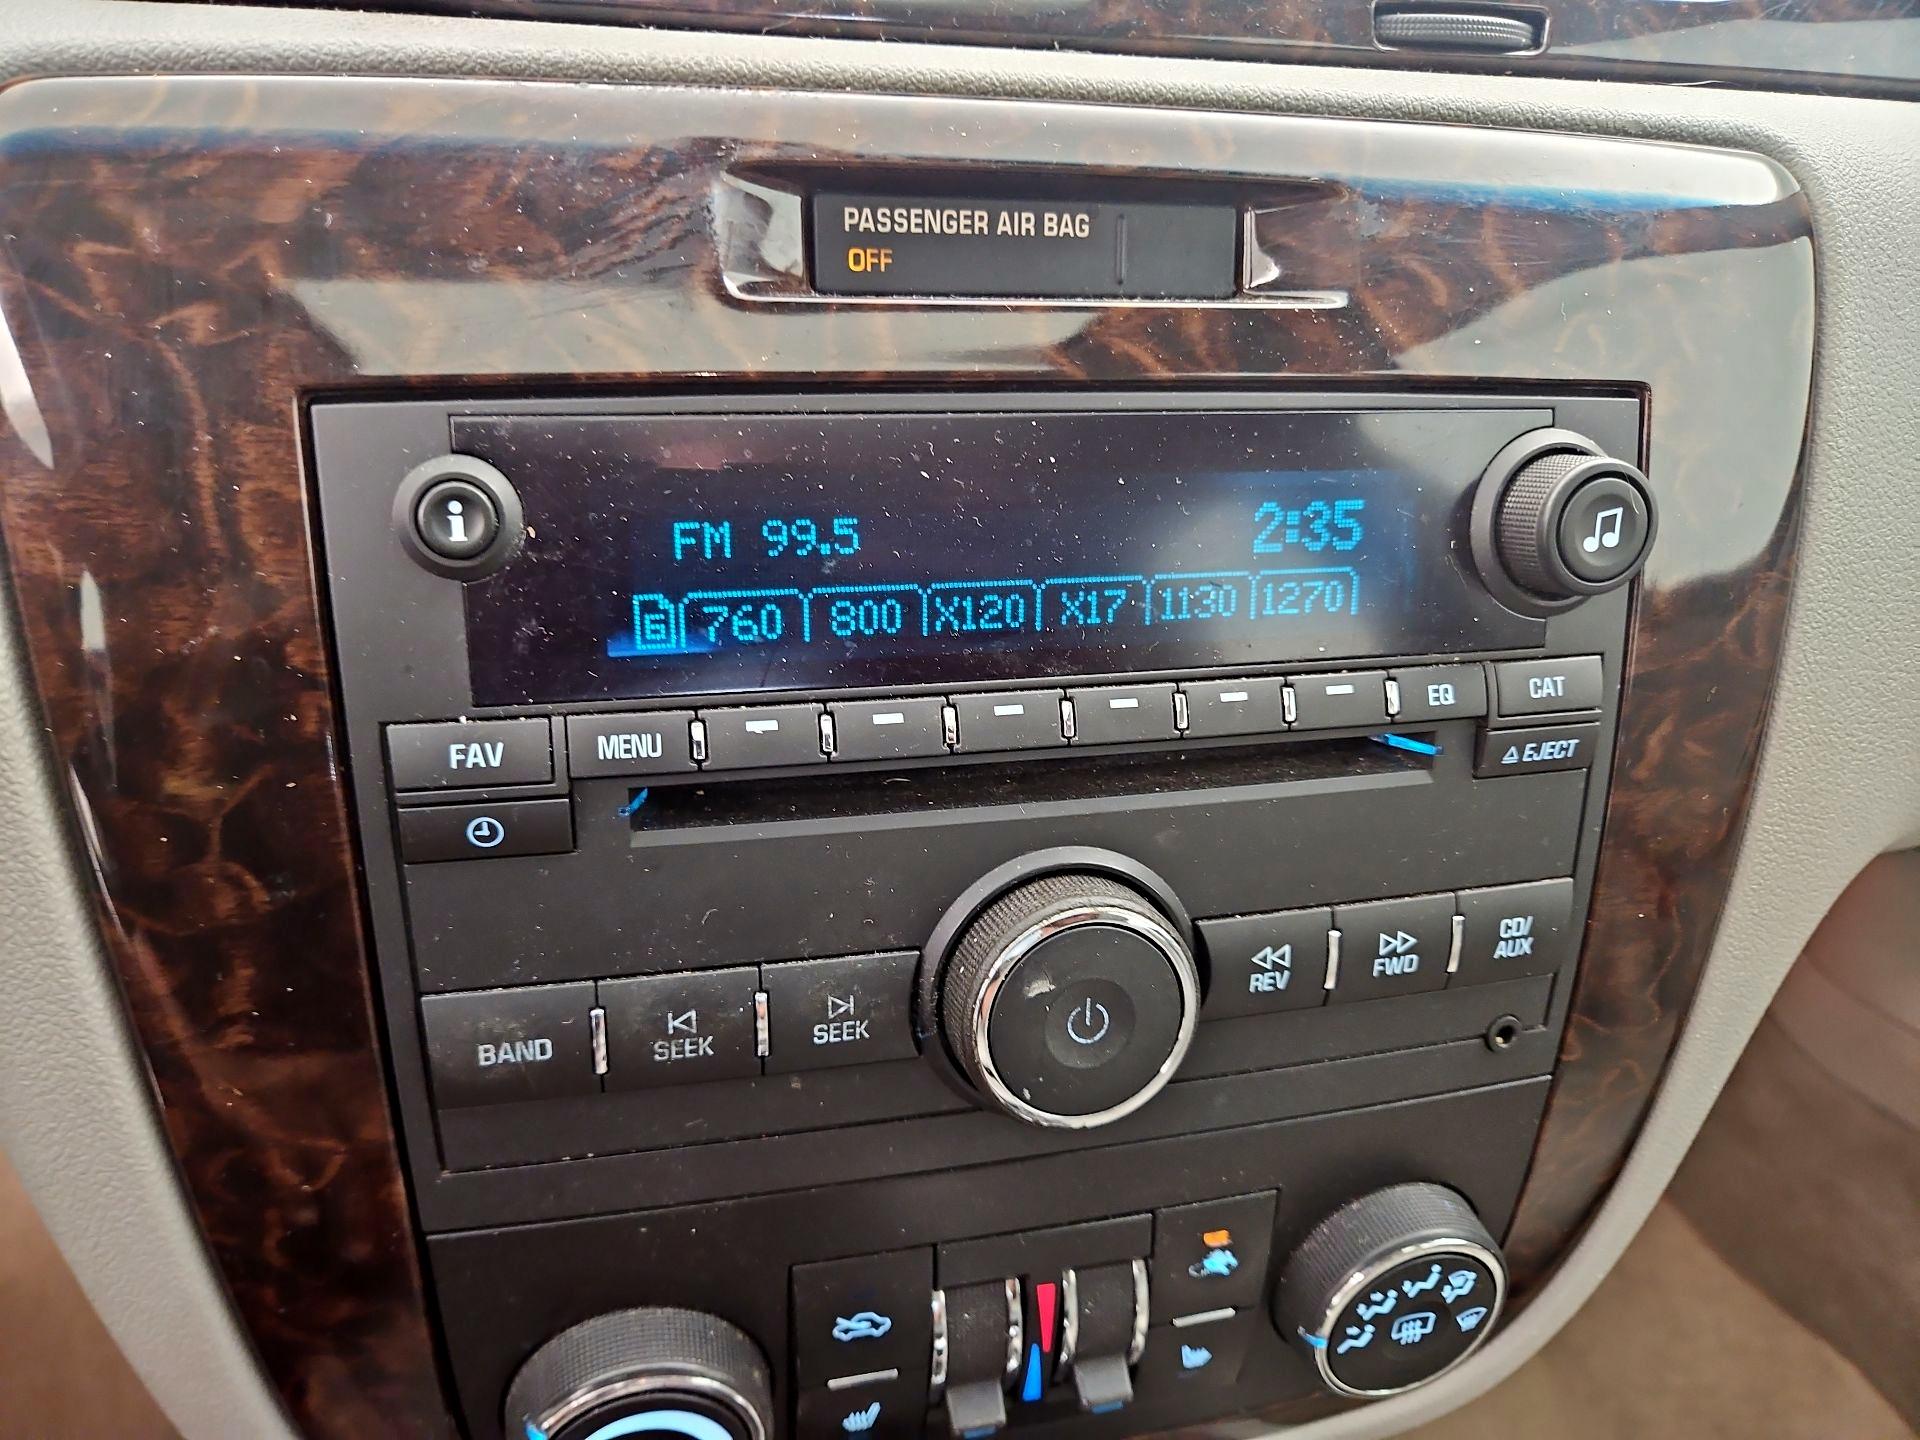 PASSENGER AIR BAG
OFF
i
FM 99.5 2:35
6 760 800 X120 X17 1130 1270
FAV MENU EQ CAT
EJECT
BAND SEEK SEEK REV FWD CD/
AUX